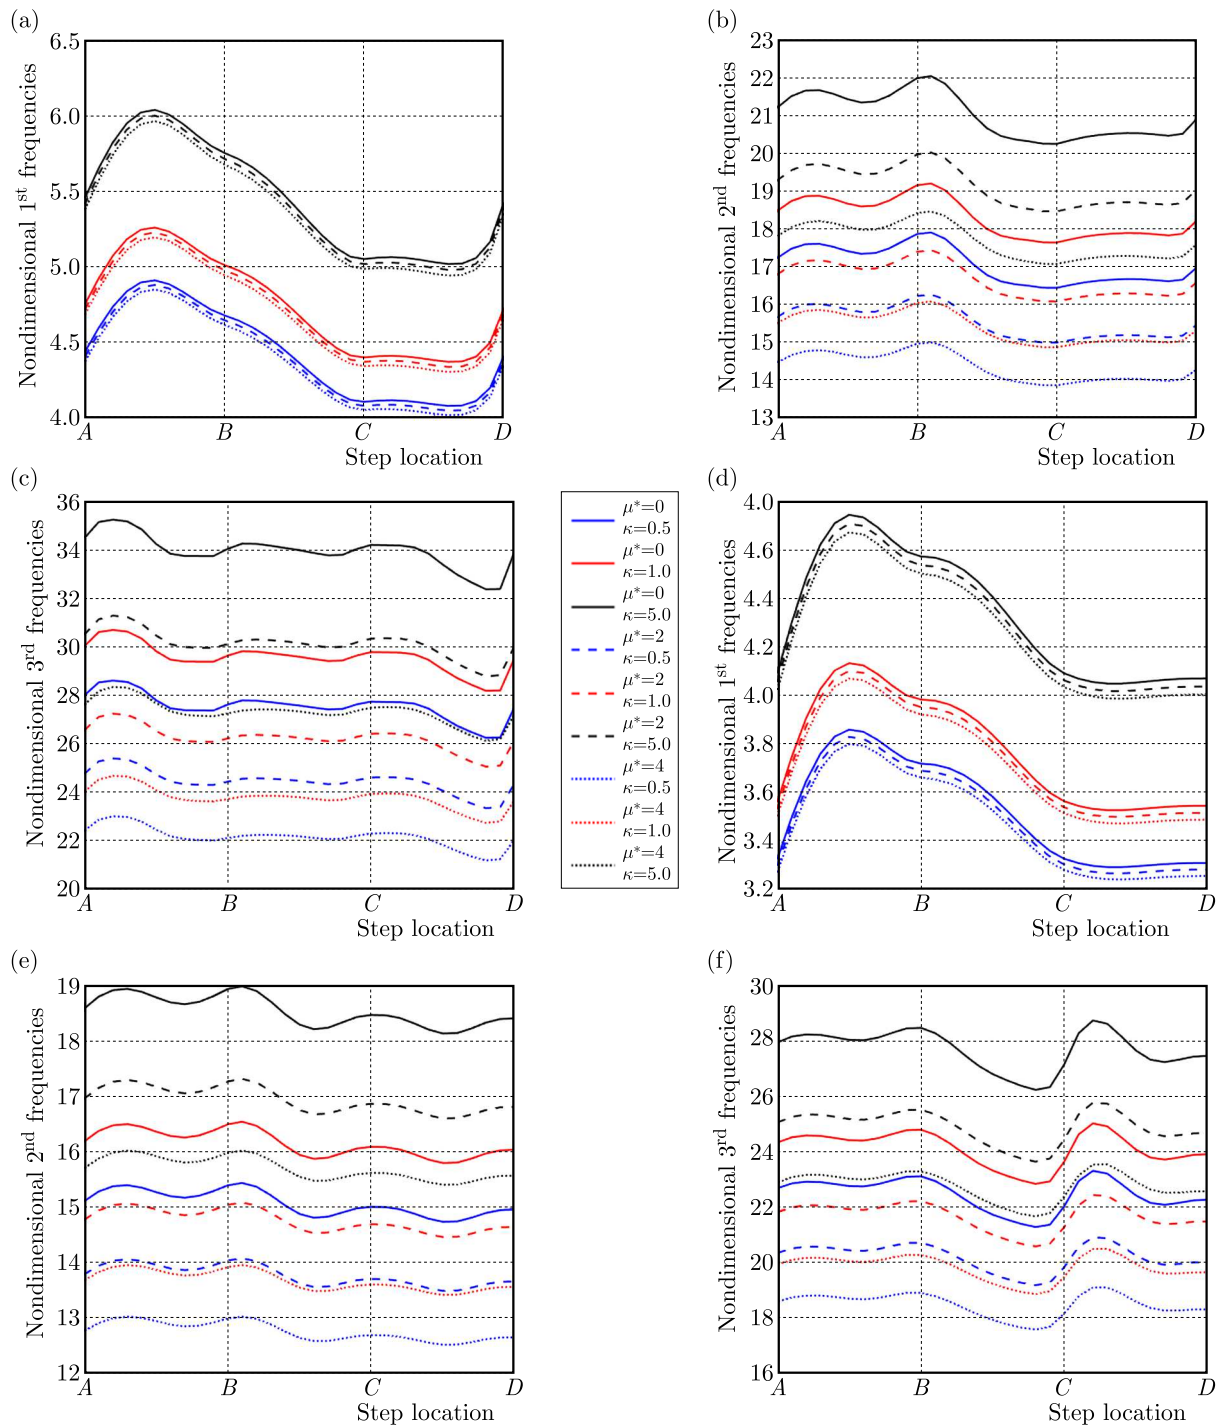 (a)
6.5
6.0
5.5
5.0
4.5
4.0
Nondimensional 1st frequencies
A B C D
Step location
(b)
23
22
21
20
19
18
17
16
15
14
13
Nondimensional 2nd frequencies
A B C D
Step location
(c)
36
34
32
30
28
26
24
22
20
Nondimensional 3rd frequencies
A B C D
Step location
μ*=0
κ=0.5
μ*=0
κ=1.0
μ*=0
κ=5.0
μ*=2
κ=0.5
μ*=2
κ=1.0
μ*=2
κ=5.0
μ*=4
κ=0.5
μ*=4
κ=1.0
μ*=4
κ=5.0
(d)
4.0
4.6
4.4
4.2
4.0
3.8
3.6
3.4
3.2
Nondimensional 1st frequencies
A B C D
Step location
(e)
19
18
17
16
15
14
13
12
Nondimensional 2nd frequencies
A B C D
Step location
(f)
30
28
26
24
22
20
18
16
Nondimensional 3rd frequencies
A B C D
Step location